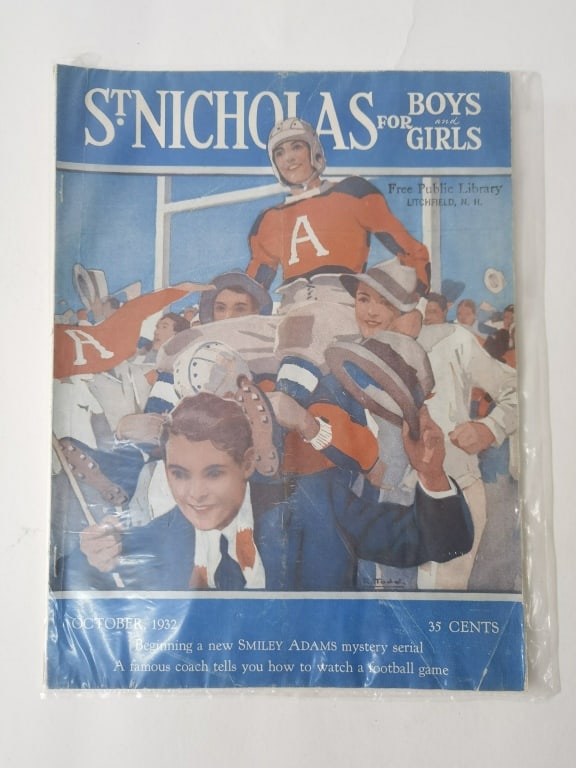 ST. NICHOLAS FOR BOYS and GIRLS
Free Public Library
LITCHFIELD, N. H.
A
A
OCTOBER, 1932
35 CENTS
Beginning a new SMILEY ADAMS mystery serial
A famous coach tells you how to watch a football game